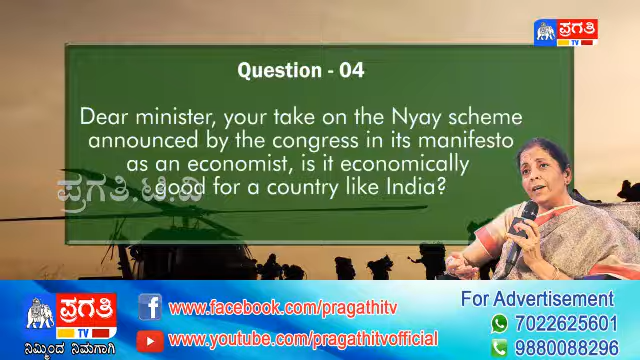 ಪ್ರಗತಿ
TV
Question - 04
Dear minister, your take on the Nyay scheme
announced by the congress in its manifesto
as an economist, is it economically
good for a country like India?
ಪ್ರಗತಿ.ಟಿ.ವಿ
ಪ್ರಗತಿ
TV
ನಿಮ್ಮಿಂದ ನಿಮಗಾಗಿ
www.facebook.com/pragathitv
www.youtube.com/pragathitvofficial
For Advertisement
7022625601
9880088296